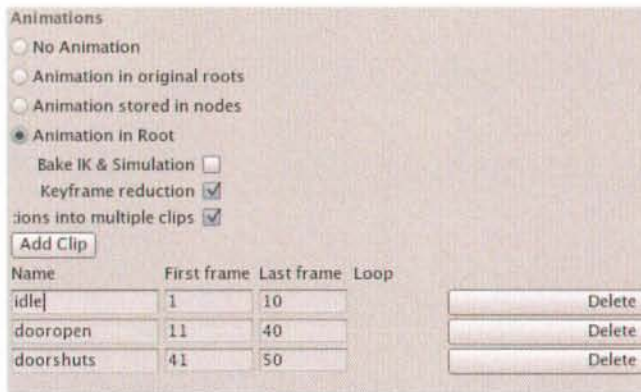 Animations
No Animation
Animation in original roots
Animation stored in nodes
Animation in Root
Bake IK & Simulation
Keyframe reduction
tions into multiple clips
Add Clip
Name First frame Last frame Loop
idle 1 10 Delete
dooropen 11 40 Delete
doorshuts 41 50 Delete